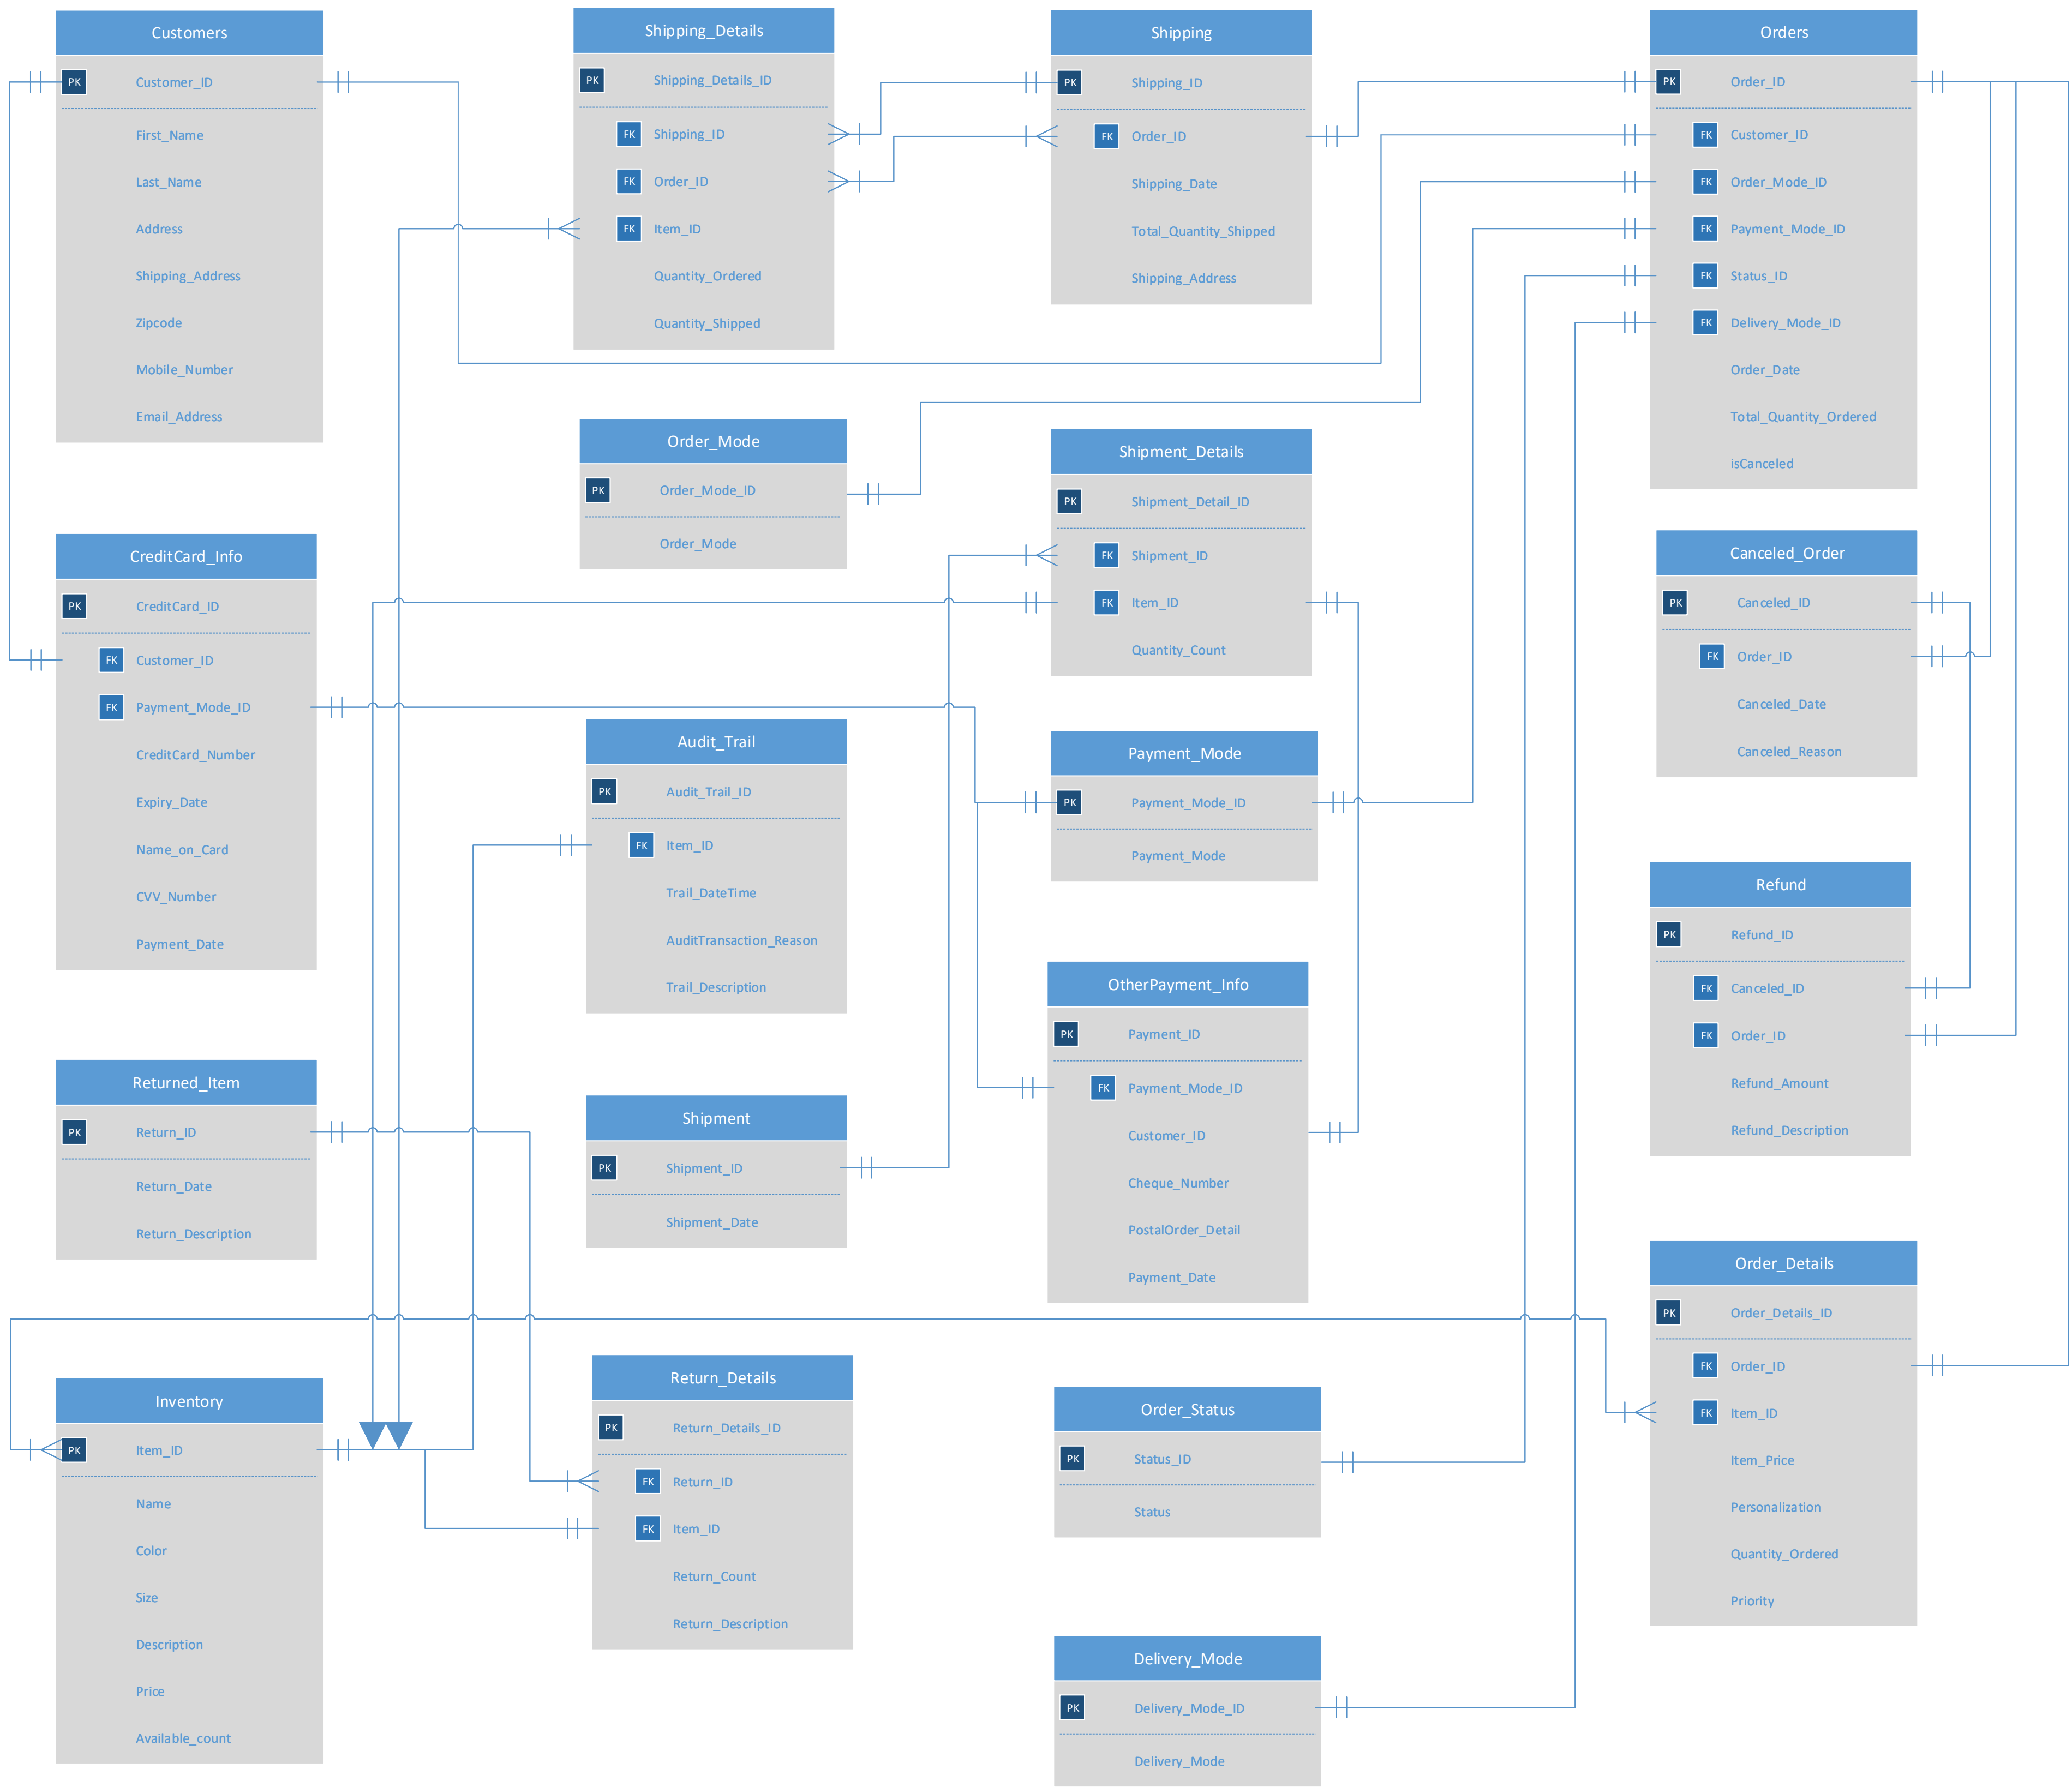 Customers
PK Customer_ID
First_Name
Last_Name
Address
Shipping_Address
Zipcode
Mobile_Number
Email_Address
Shipping_Details
PK Shipping_Details_ID
FK Shipping_ID
FK Order_ID
FK Item_ID
Quantity_Ordered
Quantity_Shipped
Shipping
PK Shipping_ID
FK Order_ID
Shipping_Date
Total_Quantity_Shipped
Shipping_Address
Orders
PK Order_ID
FK Customer_ID
FK Order_Mode_ID
FK Payment_Mode_ID
FK Status_ID
FK Delivery_Mode_ID
Order_Date
Total_Quantity_Ordered
isCanceled
Order_Mode
PK Order_Mode_ID
Order_Mode
Shipment_Details
PK Shipment_Detail_ID
FK Shipment_ID
FK Item_ID
Quantity_Count
CreditCard_Info
PK CreditCard_ID
FK Customer_ID
FK Payment_Mode_ID
CreditCard_Number
Expiry_Date
Name_on_Card
CVV_Number
Payment_Date
Canceled_Order
PK Canceled_ID
FK Order_ID
Canceled_Date
Canceled_Reason
Audit_Trail
PK Audit_Trail_ID
FK Item_ID
Trail_DateTime
AuditTransaction_Reason
Trail_Description
Payment_Mode
PK Payment_Mode_ID
Payment_Mode
Refund
PK Refund_ID
FK Canceled_ID
FK Order_ID
Refund_Amount
Refund_Description
OtherPayment_Info
PK Payment_ID
FK Payment_Mode_ID
Customer_ID
Cheque_Number
PostalOrder_Detail
Payment_Date
Returned_Item
PK Return_ID
Return_Date
Return_Description
Shipment
PK Shipment_ID
Shipment_Date
Order_Details
PK Order_Details_ID
FK Order_ID
FK Item_ID
Item_Price
Personalization
Quantity_Ordered
Priority
Inventory
PK Item_ID
Name
Color
Size
Description
Price
Available_count
Return_Details
PK Return_Details_ID
FK Return_ID
FK Item_ID
Return_Count
Return_Description
Order_Status
PK Status_ID
Status
Delivery_Mode
PK Delivery_Mode_ID
Delivery_Mode